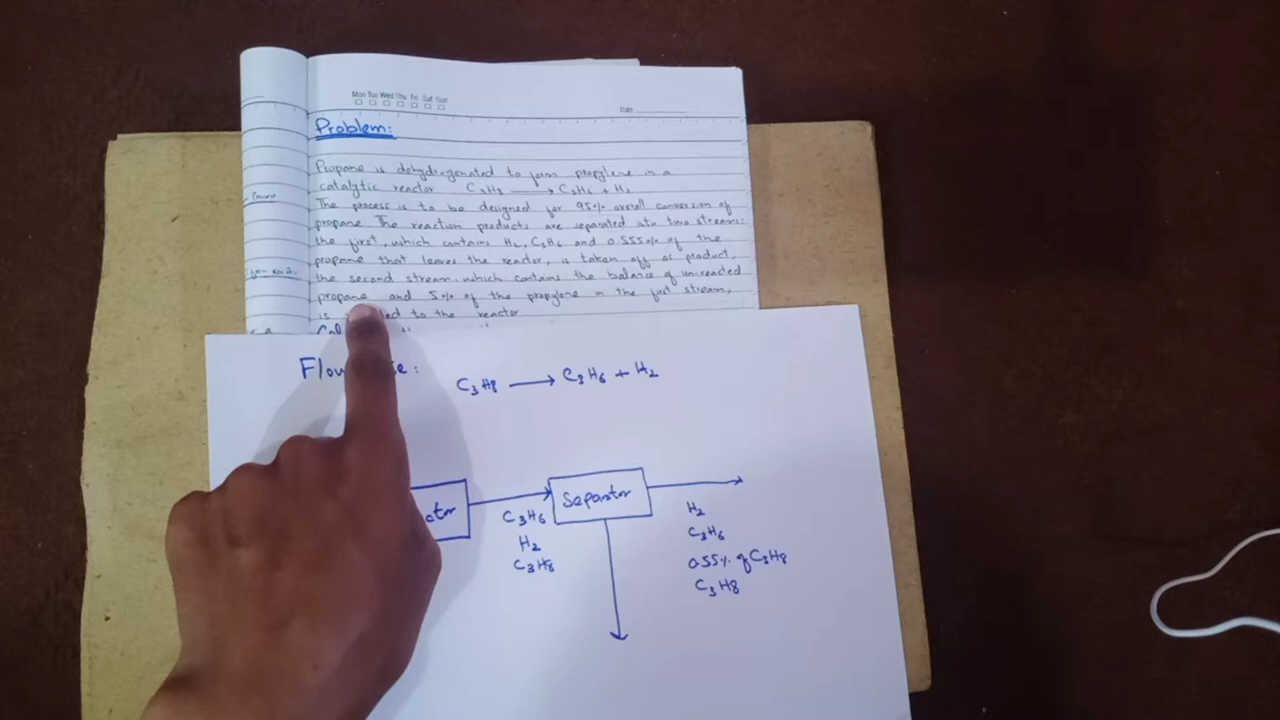 Mon Tue Wed Thu Fri Sat Sun
Date
Problem:
Propane is dehydrogenated to form propylene in a
catalytic reactor C3H8 ⟶ C3H6 + H2
The process is to be designed for 95% overall conversion of
propane The reaction products are separated into two streams:
the first, which contains H2, C3H6 and 0.555% of the
propane that leaves the reactor, is taken off as product
the second stream, which contains the balance of unreacted
propane and 5% of the propylene in the first stream,
is to the reactor
Flow
C3H8 ⟶ C3H6 + H2
ctor
C3H6
H2
C3H8
Separtor
H2
C3H6
0.55% of C3H8
C3H8